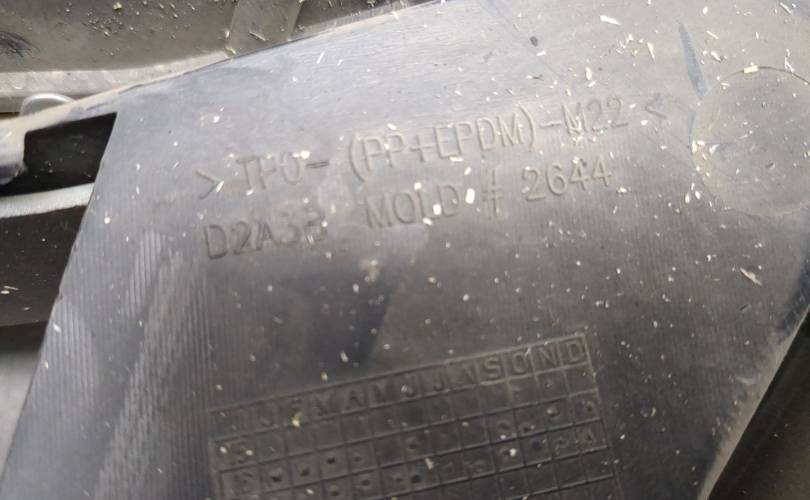 >TPO-(PP+EPDM)-M22<
D2A3B MOLD # 2644
J F M A M J J A S O N D